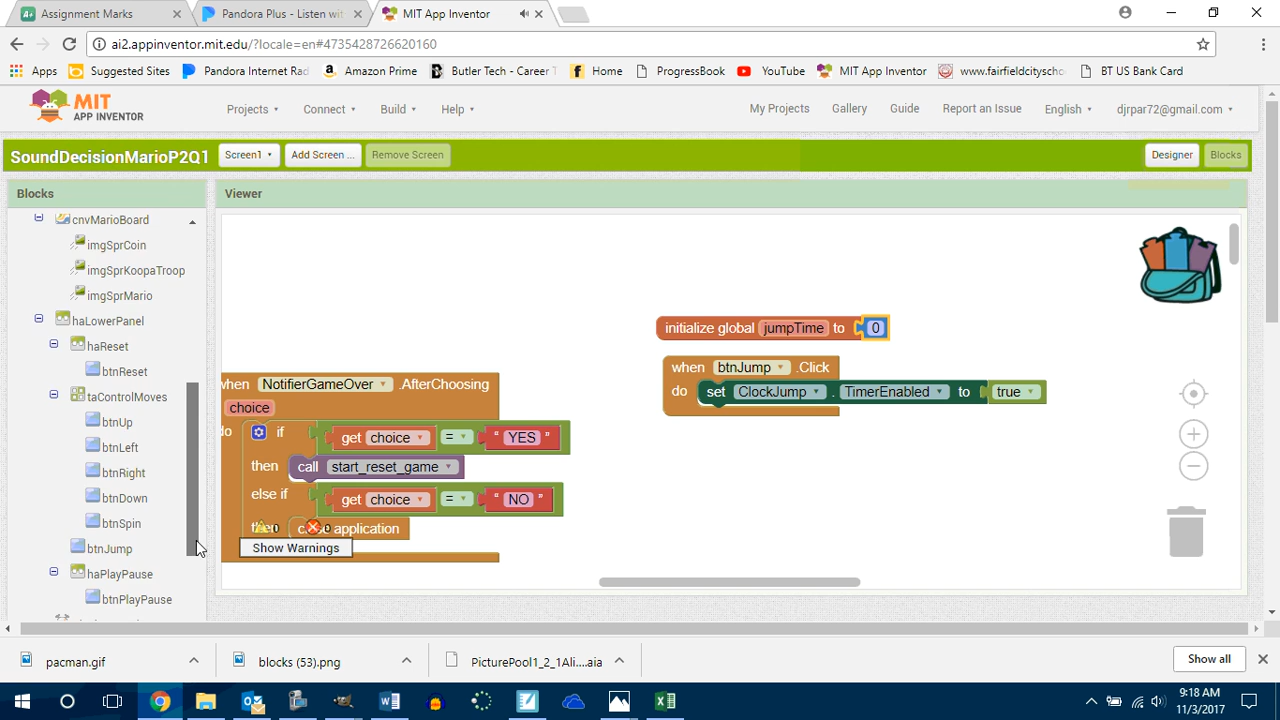 Assignment Marks
Pandora Plus - Listen wit
MIT App Inventor
ai2.appinventor.mit.edu/?locale=en#4735428726620160
Apps Suggested Sites Pandora Internet Rad Amazon Prime Butler Tech - Career T Home ProgressBook YouTube MIT App Inventor www.fairfieldcityschoo BT US Bank Card
MIT
APP INVENTOR
Projects Connect Build Help
My Projects Gallery Guide Report an Issue English djrpar72@gmail.com
SoundDecisionMarioP2Q1 Screen1 Add Screen ... Remove Screen Designer Blocks
Blocks
Viewer
cnvMarioBoard
imgSprCoin
imgSprKoopaTroop
imgSprMario
haLowerPanel
haReset
btnReset
taControlMoves
btnUp
btnLeft
btnRight
btnDown
btnSpin
btnJump
haPlayPause
btnPlayPause
initialize global jumpTime to 0
when btnJump .Click
do set ClockJump . TimerEnabled to true
when NotifierGameOver .AfterChoosing
choice
do if get choice = " YES "
then call start_reset_game
else if get choice = " NO "
then close application
0 0
Show Warnings
pacman.gif
blocks (53).png
PicturePool1_2_1Ali....aia
Show all
9:18 AM
11/3/2017